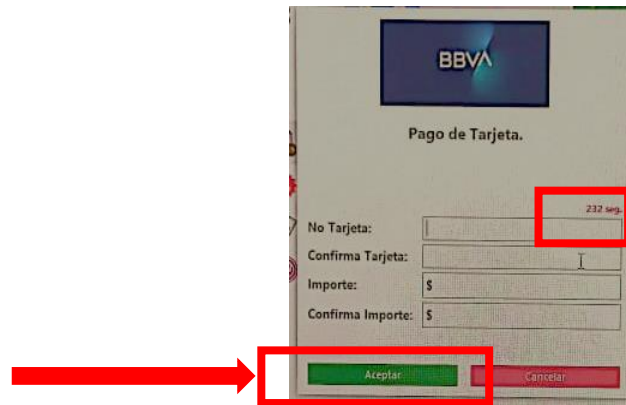 BBVA
Pago de Tarjeta.
232 seg.
No Tarjeta:
Confirma Tarjeta:
Importe: $
Confirma Importe: $
Aceptar Cancelar